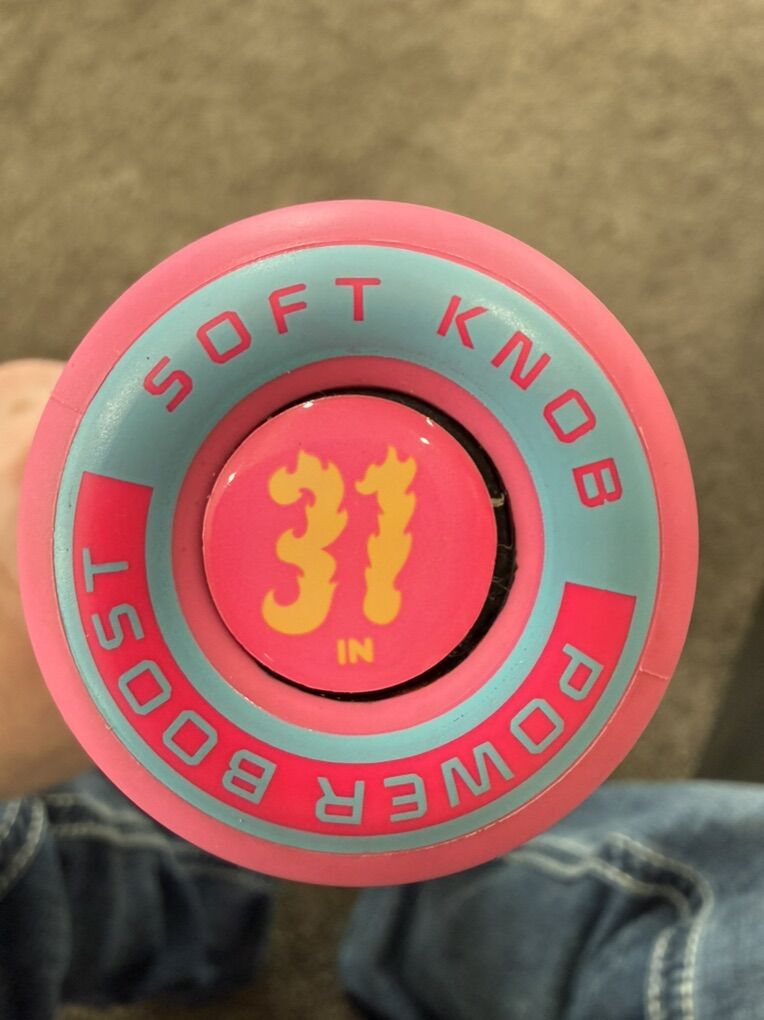 SOFT KNOB
31
IN
POWER BOOST